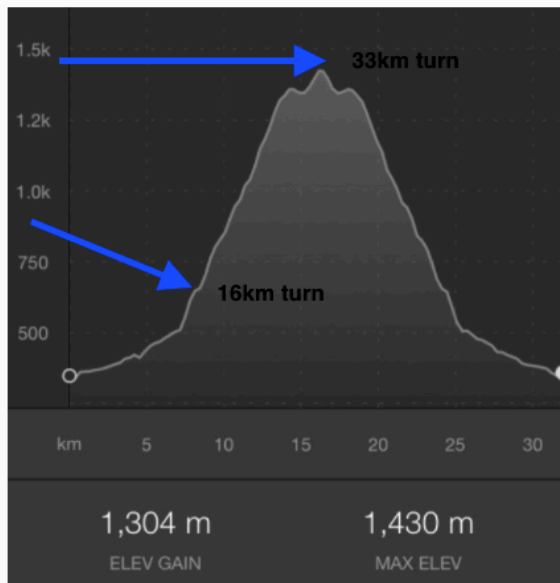 1.5k
33km turn
1.2k
1.0k
750
16km turn
500
km 5 10 15 20 25 30
1,304 m 1,430 m
ELEV GAIN MAX ELEV